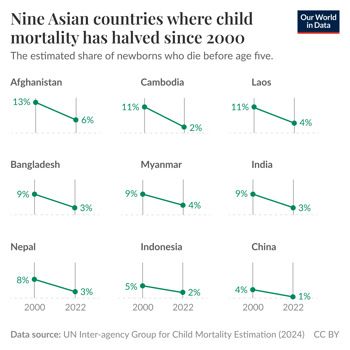 Nine Asian countries where child
mortality has halved since 2000
Our World
in Data
The estimated share of newborns who die before age five.
Afghanistan
Cambodia
Laos
13%
6%
11%
2%
11%
4%
Bangladesh
Myanmar
India
9%
3%
9%
4%
9%
3%
Nepal
Indonesia
China
8%
3%
5%
2%
4%
1%
2000 2022
2000 2022
2000 2022
Data source: UN Inter-agency Group for Child Mortality Estimation (2024) CC BY